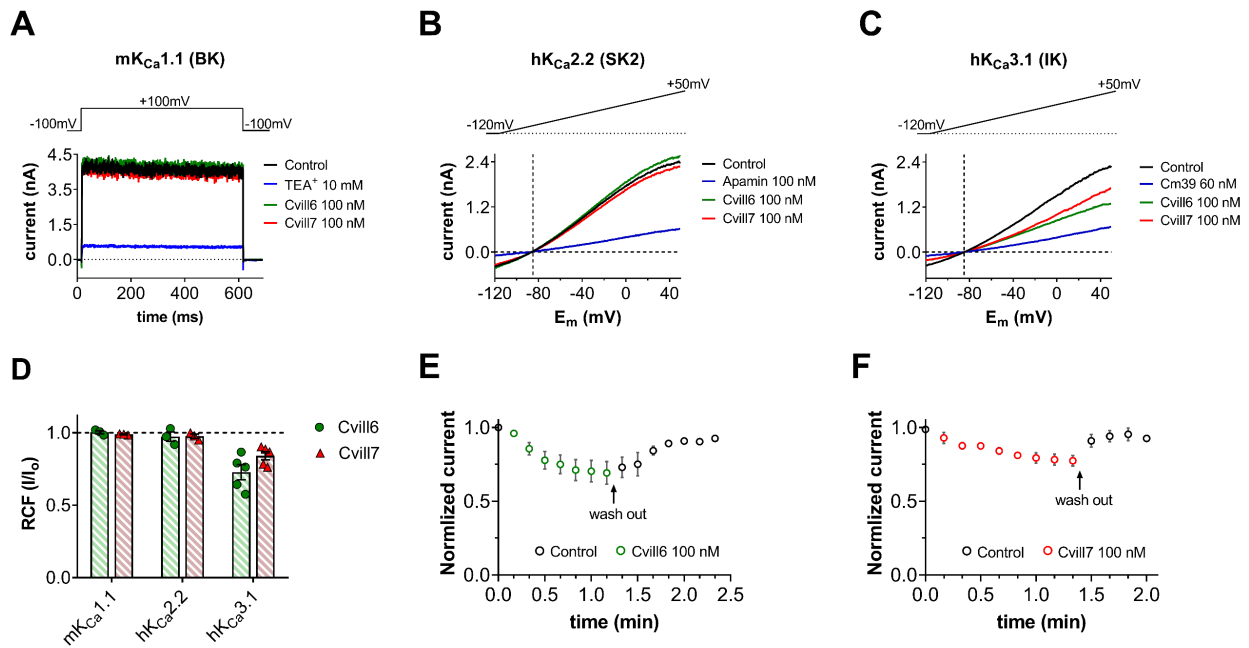 A
mKCa1.1 (BK)
+100mV
-100mV
-100mV
4.5
3.5
2.5
1.5
0.0
current (nA)
0
200
400
600
time (ms)
Control
TEA+ 10 mM
Cvill6 100 nM
Cvill7 100 nM
B
hKCa2.2 (SK2)
+50mV
-120mV
2.4
1.2
0.0
current (nA)
-120
-80
-40
0
40
Em (mV)
Control
Apamin 100 nM
Cvill6 100 nM
Cvill7 100 nM
C
hKCa3.1 (IK)
+50mV
-120mV
2.4
1.2
0.0
current (nA)
-120
-80
-40
0
40
Em (mV)
Control
Cm39 60 nM
Cvill6 100 nM
Cvill7 100 nM
D
1.0
0.5
0.0
RCF (I/Io)
mKCa1.1
hKCa2.2
hKCa3.1
Cvill6
Cvill7
E
1.0
0.5
0.0
Normlized current
wash out
Control
Cvill6 100 nM
0.0
0.5
1.0
1.5
2.0
2.5
time (min)
F
1.0
0.5
0.0
Normlized current
wash out
Control
Cvill7 100 nM
0.0
0.5
1.0
1.5
2.0
time (min)